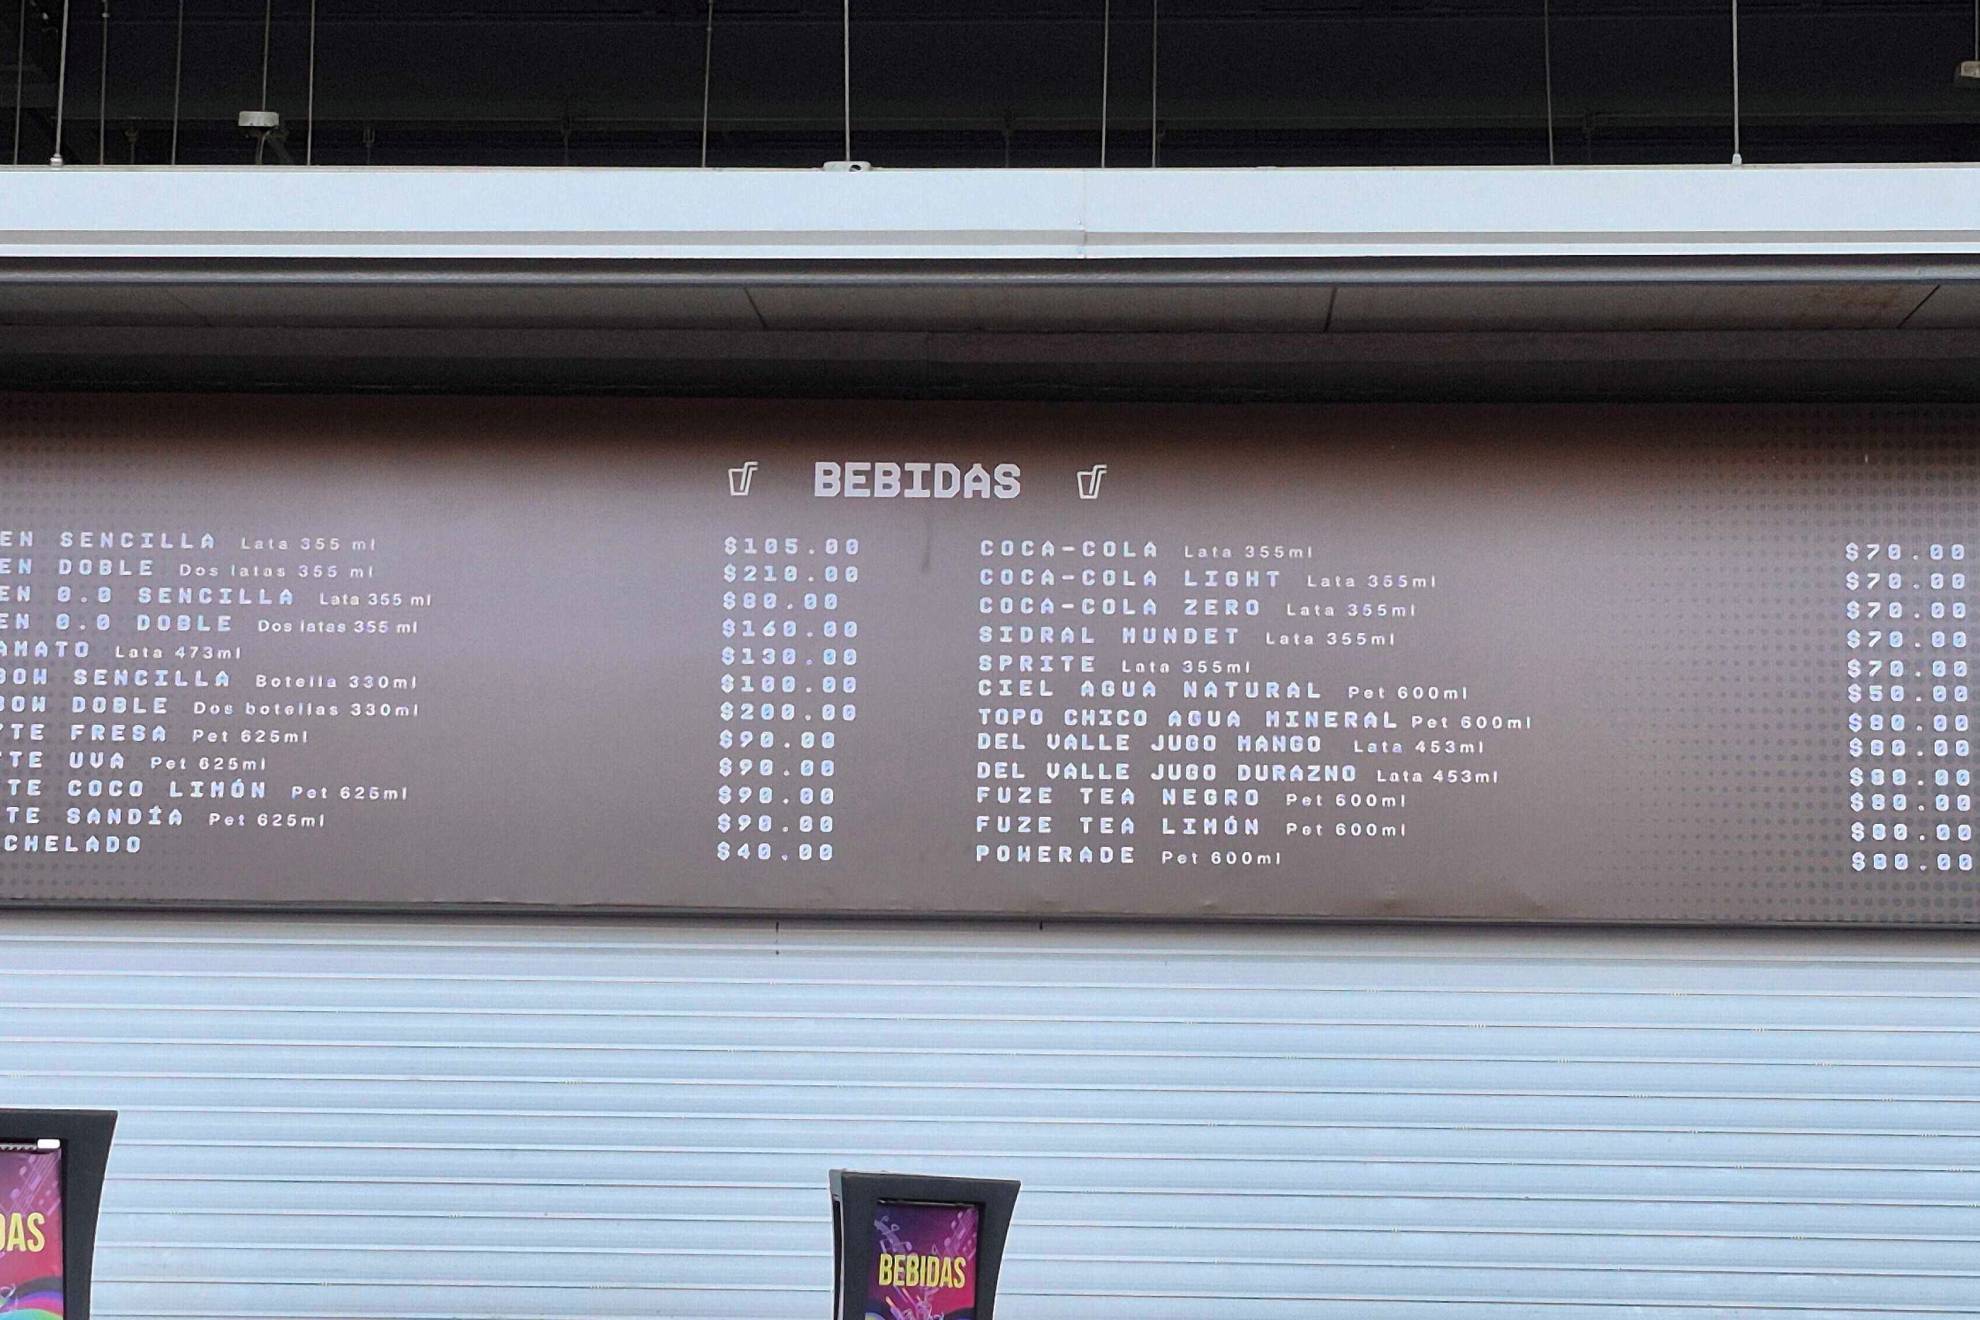 BEBIDAS
EN SENCILLA Lata 355 ml $105.00
EN DOBLE Dos latas 355 ml $210.00
EN 0.0 SENCILLA Lata 355 ml $80.00
EN 0.0 DOBLE Dos latas 355 ml $160.00
AMATO Lata 473ml $130.00
BOW SENCILLA Botella 330ml $100.00
BOW DOBLE Dos botellas 330ml $200.00
YTE FRESA Pet 625ml $90.00
TE UVA Pet 625ml $90.00
TE COCO LIMÓN Pet 625ml $90.00
TE SANDÍA Pet 625ml $90.00
CHELADO $40.00
COCA-COLA Lata 355ml $70.00
COCA-COLA LIGHT Lata 355ml $70.00
COCA-COLA ZERO Lata 355ml $70.00
SIDRAL MUNDET Lata 355ml $70.00
SPRITE Lata 355ml $70.00
CIEL AGUA NATURAL Pet 600ml $50.00
TOPO CHICO AGUA MINERAL Pet 600ml $80.00
DEL VALLE JUGO MANGO Lata 453ml $80.00
DEL VALLE JUGO DURAZNO Lata 453ml $80.00
FUZE TEA NEGRO Pet 600ml $80.00
FUZE TEA LIMÓN Pet 600ml $80.00
POWERADE Pet 600ml $80.00
DAS
BEBIDAS